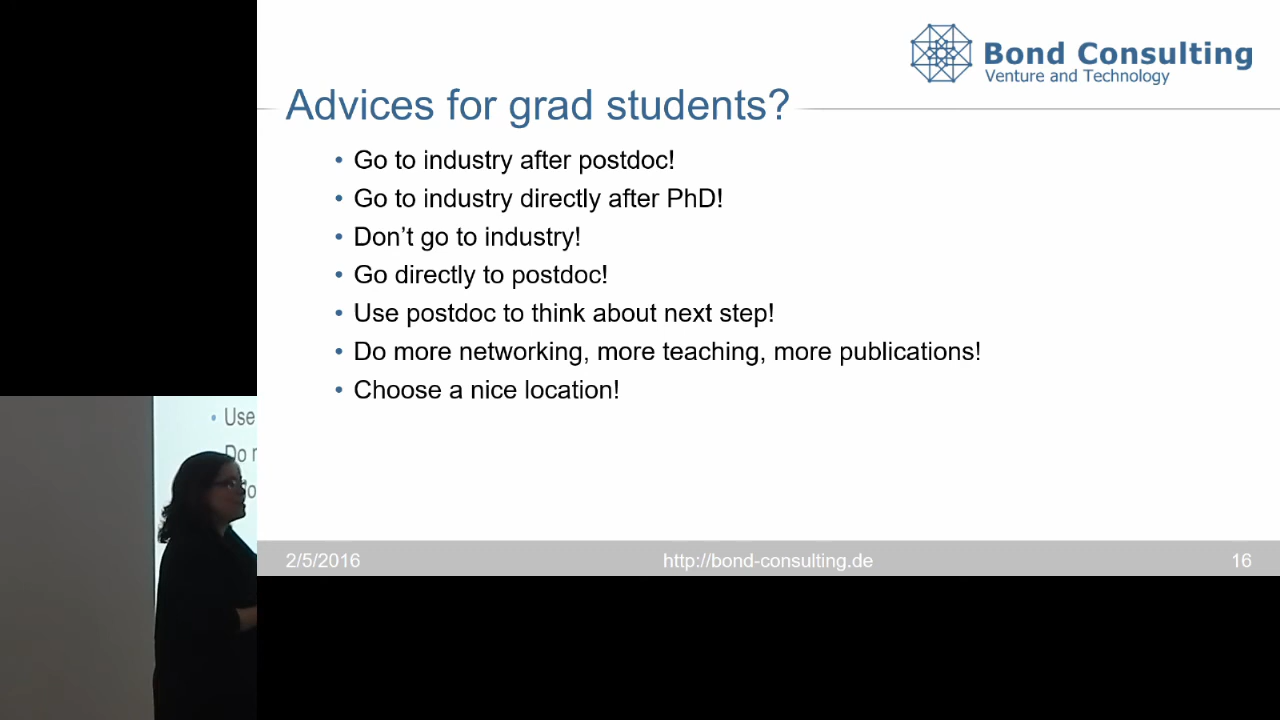 Bond Consulting
Venture and Technology
Advices for grad students?
• Go to industry after postdoc!
• Go to industry directly after PhD!
• Don’t go to industry!
• Go directly to postdoc!
• Use postdoc to think about next step!
• Do more networking, more teaching, more publications!
• Choose a nice location!
• Use
Do
2/5/2016
http://bond-consulting.de
16